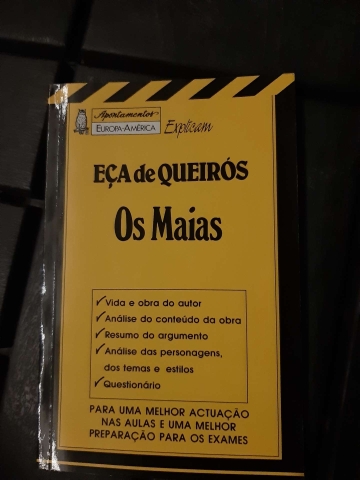 Apontamentos
EUROPA-AMÉRICA
Explicam
EÇA de QUEIRÓS
Os Maias
✓Vida e obra do autor
✓Análise do conteúdo da obra
✓Resumo do argumento
✓Análise das personagens,
dos temas e estilos
✓Questionário
PARA UMA MELHOR ACTUAÇÃO
NAS AULAS E UMA MELHOR
PREPARAÇÃO PARA OS EXAMES